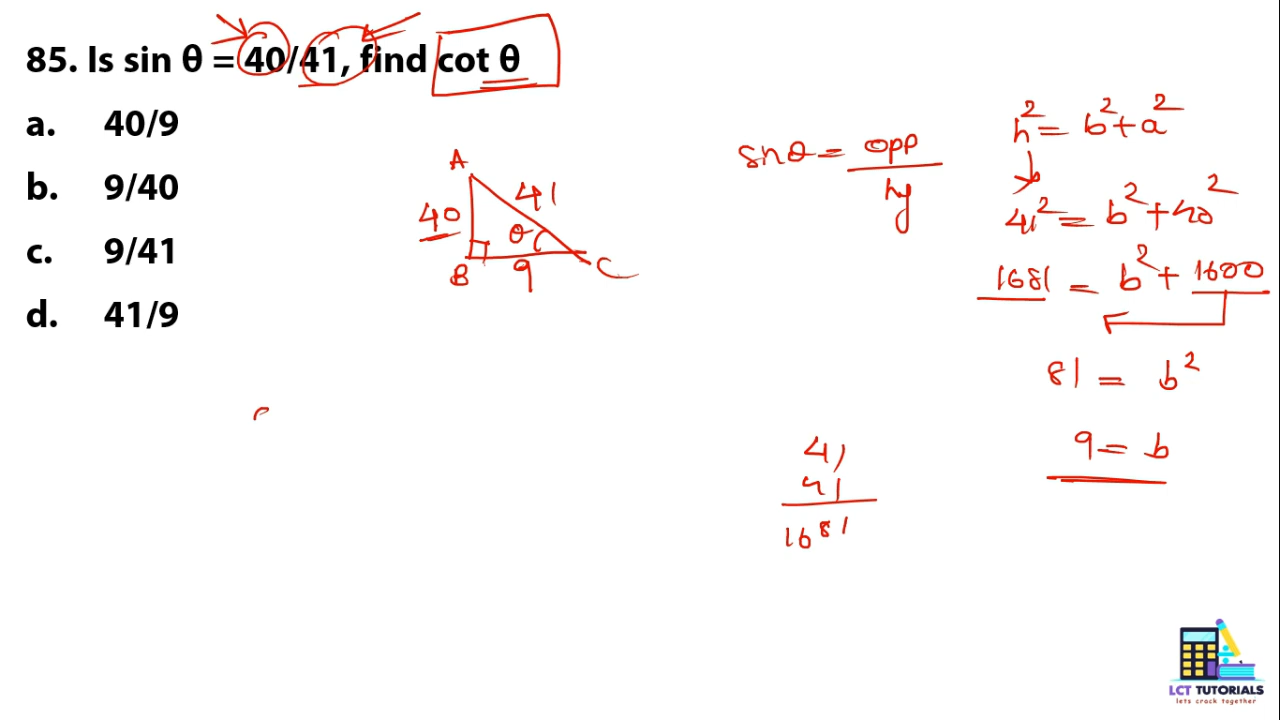 85. Is sin θ = 40/41, find cot θ
a. 40/9
b. 9/40
c. 9/41
d. 41/9
A
40
41
θ
B
9
C
sinθ = opp
hy
h² = b² + a²
41² = b² + 40²
1681 = b² + 1600
81 = b²
9 = b
41
41
1681
LCT TUTORIALS
lets crack together